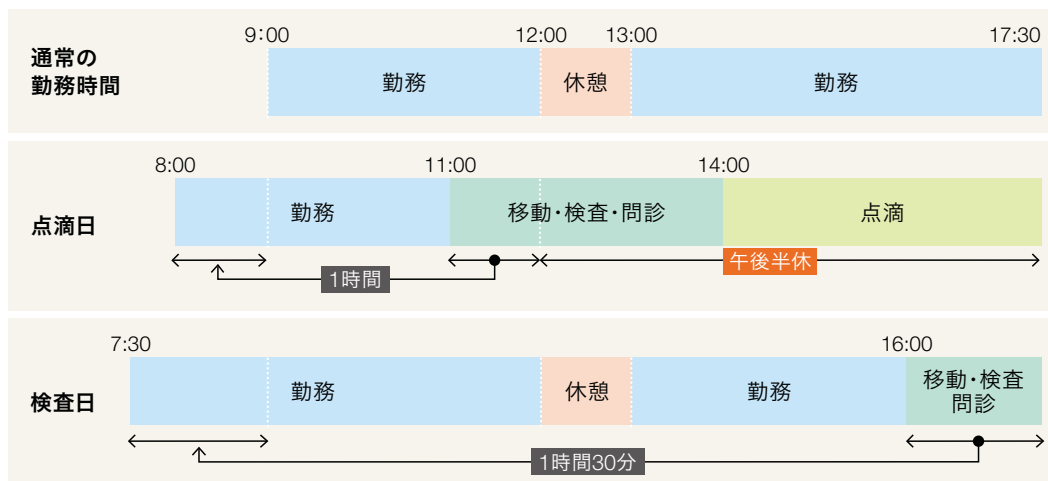 通常の
勤務時間
9:00
12:00
13:00
17:30
勤務
休憩
勤務
点滴日
8:00
11:00
14:00
勤務
移動・検査・問診
点滴
1時間
午後半休
検査日
7:30
16:00
勤務
休憩
勤務
移動・検査
問診
1時間30分